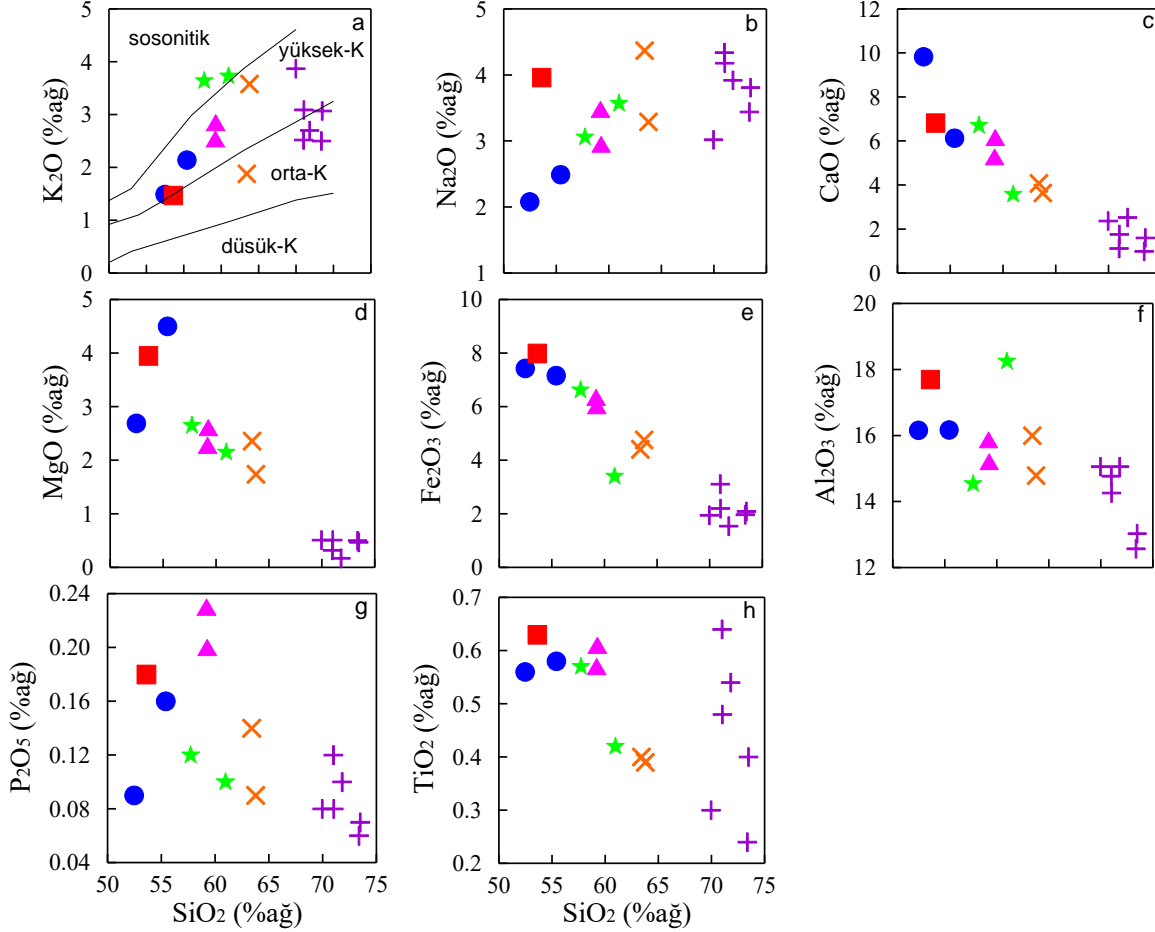 a
sosonitik
yüksek-K
orta-K
düsük-K
5
4
3
2
1
0
K₂O (%ağ)
b
5
4
3
2
1
Na₂O (%ağ)
c
12
10
8
6
4
2
0
CaO (%ağ)
d
5
4
3
2
1
0
MgO (%ağ)
e
10
8
6
4
2
0
Fe₂O₃ (%ağ)
f
20
18
16
14
12
Al₂O₃ (%ağ)
g
0.24
0.20
0.16
0.12
0.08
0.04
P₂O₅ (%ağ)
50 55 60 65 70 75
SiO₂ (%ağ)
h
0.7
0.6
0.5
0.4
0.3
0.2
TiO₂ (%ağ)
50 55 60 65 70 75
SiO₂ (%ağ)